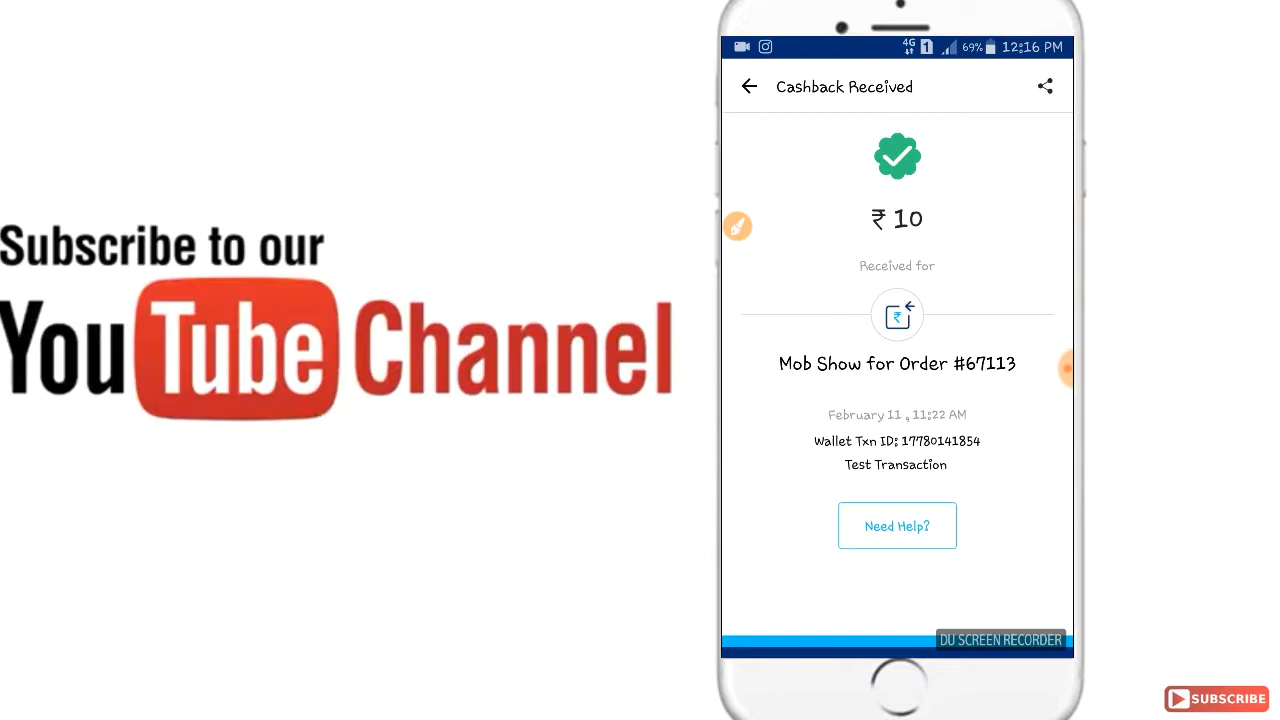 Subscribe to our
YouTube Channel
4G 1 69% 12:16 PM
Cashback Received
₹ 10
Received for
₹
Mob Show for Order #67113
February 11 , 11:22 AM
Wallet Txn ID: 17780141854
Test Transaction
Need Help?
DU SCREEN RECORDER
SUBSCRIBE